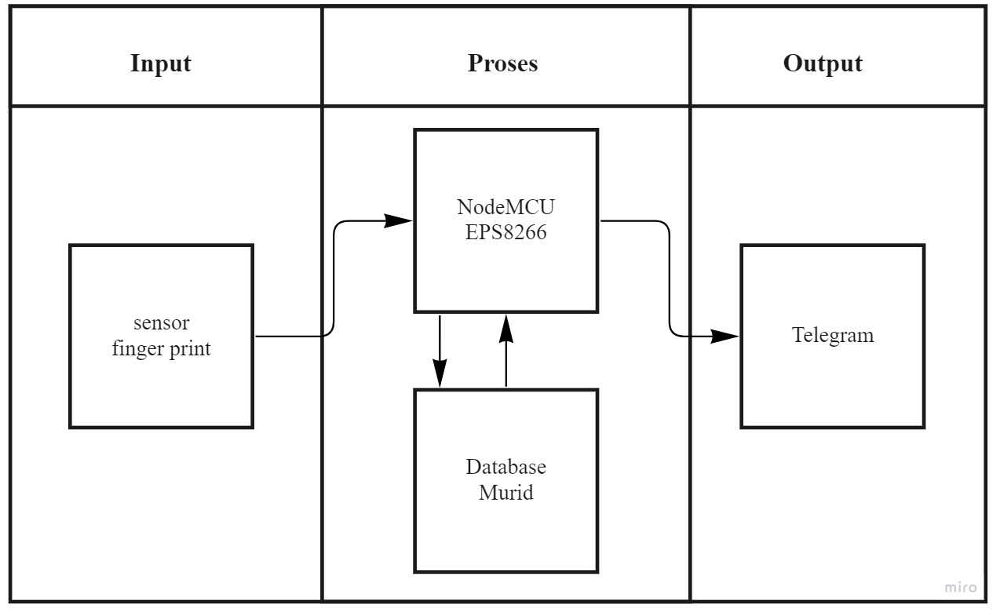 Input
Proses
Output
NodeMCU
EPS8266
sensor
finger print
Telegram
Database
Murid
miro